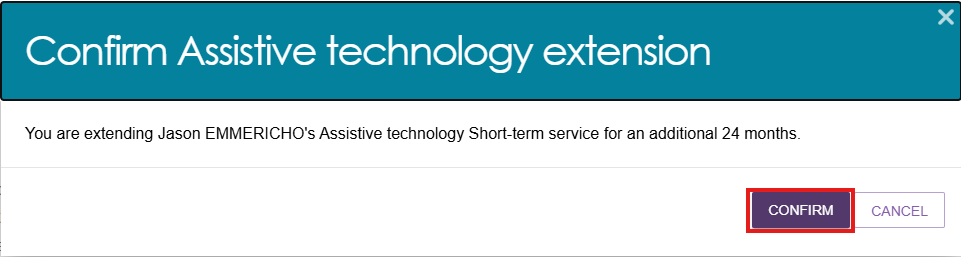 Confirm Assistive technology extension
You are extending Jason EMMERICHO's Assistive technology Short-term service for an additional 24 months.
CONFIRM
CANCEL